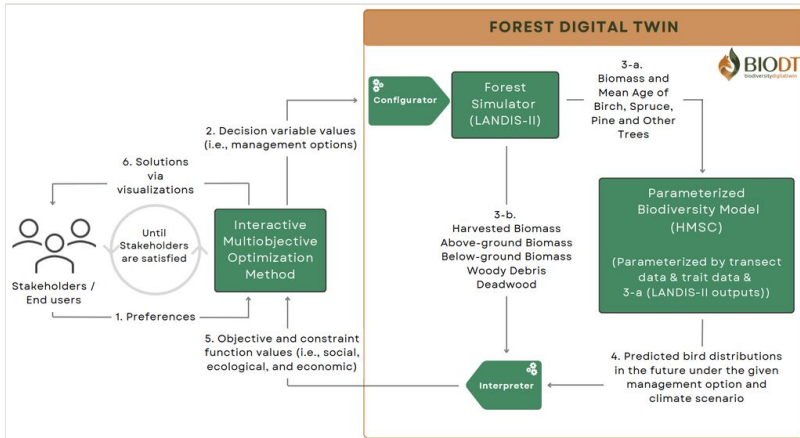 FOREST DIGITAL TWIN
BIODT
biodiversitydigitaltwin
Configurator
Forest
Simulator
(LANDIS-II)
3-a.
Biomass and
Mean Age of
Birch, Spruce,
Pine and Other
Trees
2. Decision variable values
(i.e., management options)
6. Solutions via
visualizations
Until
Stakeholders
are satisfied
Interactive
Multiobjective
Optimization
Method
Stakeholders /
End users
1. Preferences
3-b.
Harvested Biomass
Above-ground Biomass
Below-ground Biomass
Woody Debris
Deadwood
Parameterized
Biodiversity Model
(HMSC)
(Parameterized by transect
data & trait data &
3-a (LANDIS-II outputs))
5. Objective and constraint
function values (i.e., social,
ecological, and economic)
Interpreter
4. Predicted bird distributions
in the future under the given
management option and
climate scenario